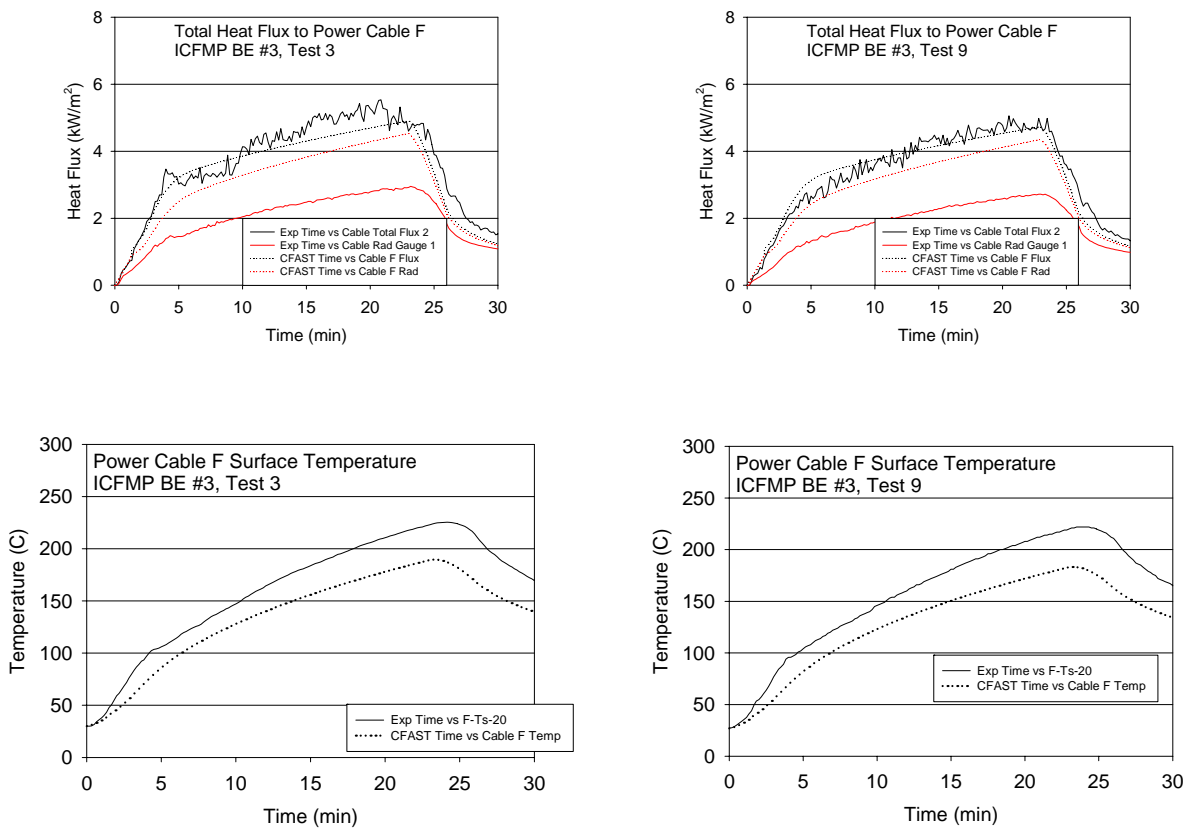 Total Heat Flux to Power Cable F
ICFMP BE #3, Test 3
8
6
4
2
0
Heat Flux (kW/m²)
Exp Time vs Cable Total Flux 2
Exp Time vs Cable Rad Gauge 1
CFAST Time vs Cable F Flux
CFAST Time vs Cable F Rad
0 5 10 15 20 25 30
Time (min)
Total Heat Flux to Power Cable F
ICFMP BE #3, Test 9
8
6
4
2
0
Heat Flux (kW/m²)
Exp Time vs Cable Total Flux 2
Exp Time vs Cable Rad Gauge 1
CFAST Time vs Cable F Flux
CFAST Time vs Cable F Rad
0 5 10 15 20 25 30
Time (min)
Power Cable F Surface Temperature
ICFMP BE #3, Test 3
300
250
200
150
100
50
0
Temperature (C)
Exp Time vs F-Ts-20
CFAST Time vs Cable F Temp
0 5 10 15 20 25 30
Time (min)
Power Cable F Surface Temperature
ICFMP BE #3, Test 9
300
250
200
150
100
50
0
Temperature (C)
Exp Time vs F-Ts-20
CFAST Time vs Cable F Temp
0 5 10 15 20 25 30
Time (min)